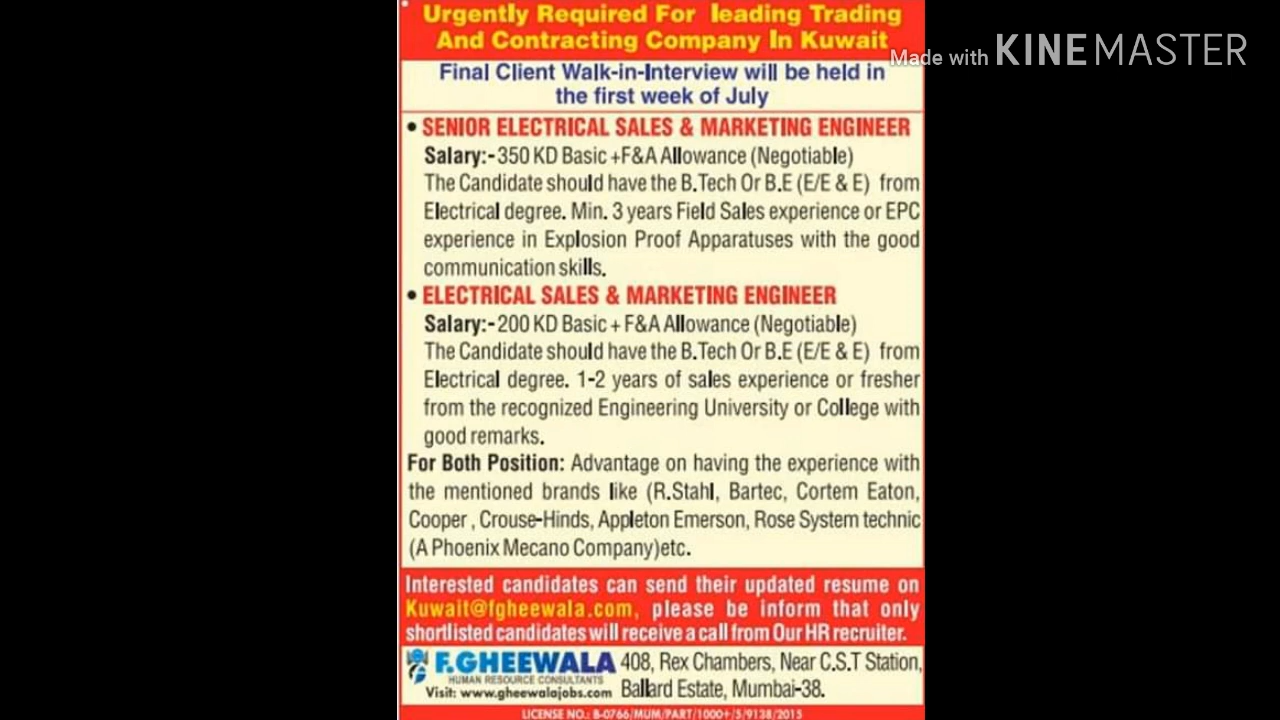 Urgently Required For leading Trading
And Contracting Company In Kuwait
Made with KINEMASTER
Final Client Walk-in-Interview will be held in
the first week of July
• SENIOR ELECTRICAL SALES & MARKETING ENGINEER
Salary:- 350 KD Basic +F&A Allowance (Negotiable)
The Candidate should have the B.Tech Or B.E (E/E & E) from
Electrical degree. Min. 3 years Field Sales experience or EPC
experience in Explosion Proof Apparatuses with the good
communication skills.
• ELECTRICAL SALES & MARKETING ENGINEER
Salary:- 200 KD Basic + F&A Allowance (Negotiable)
The Candidate should have the B.Tech Or B.E (E/E & E) from
Electrical degree. 1-2 years of sales experience or fresher
from the recognized Engineering University or College with
good remarks.
For Both Position: Advantage on having the experience with
the mentioned brands like (R.Stahl, Bartec, Cortem Eaton,
Cooper , Crouse-Hinds, Appleton Emerson, Rose System technic
(A Phoenix Mecano Company)etc.
Interested candidates can send their updated resume on
Kuwait@fgheewala.com, please be inform that only
shortlisted candidates will receive a call from Our HR recruiter.
F.GHEEWALA
HUMAN RESOURCE CONSULTANTS
Visit: www.gheewalajobs.com
408, Rex Chambers, Near C.S.T Station,
Ballard Estate, Mumbai-38.
LICENSE NO.: B-0766/MUM/PART/1000+/5/9138/2015